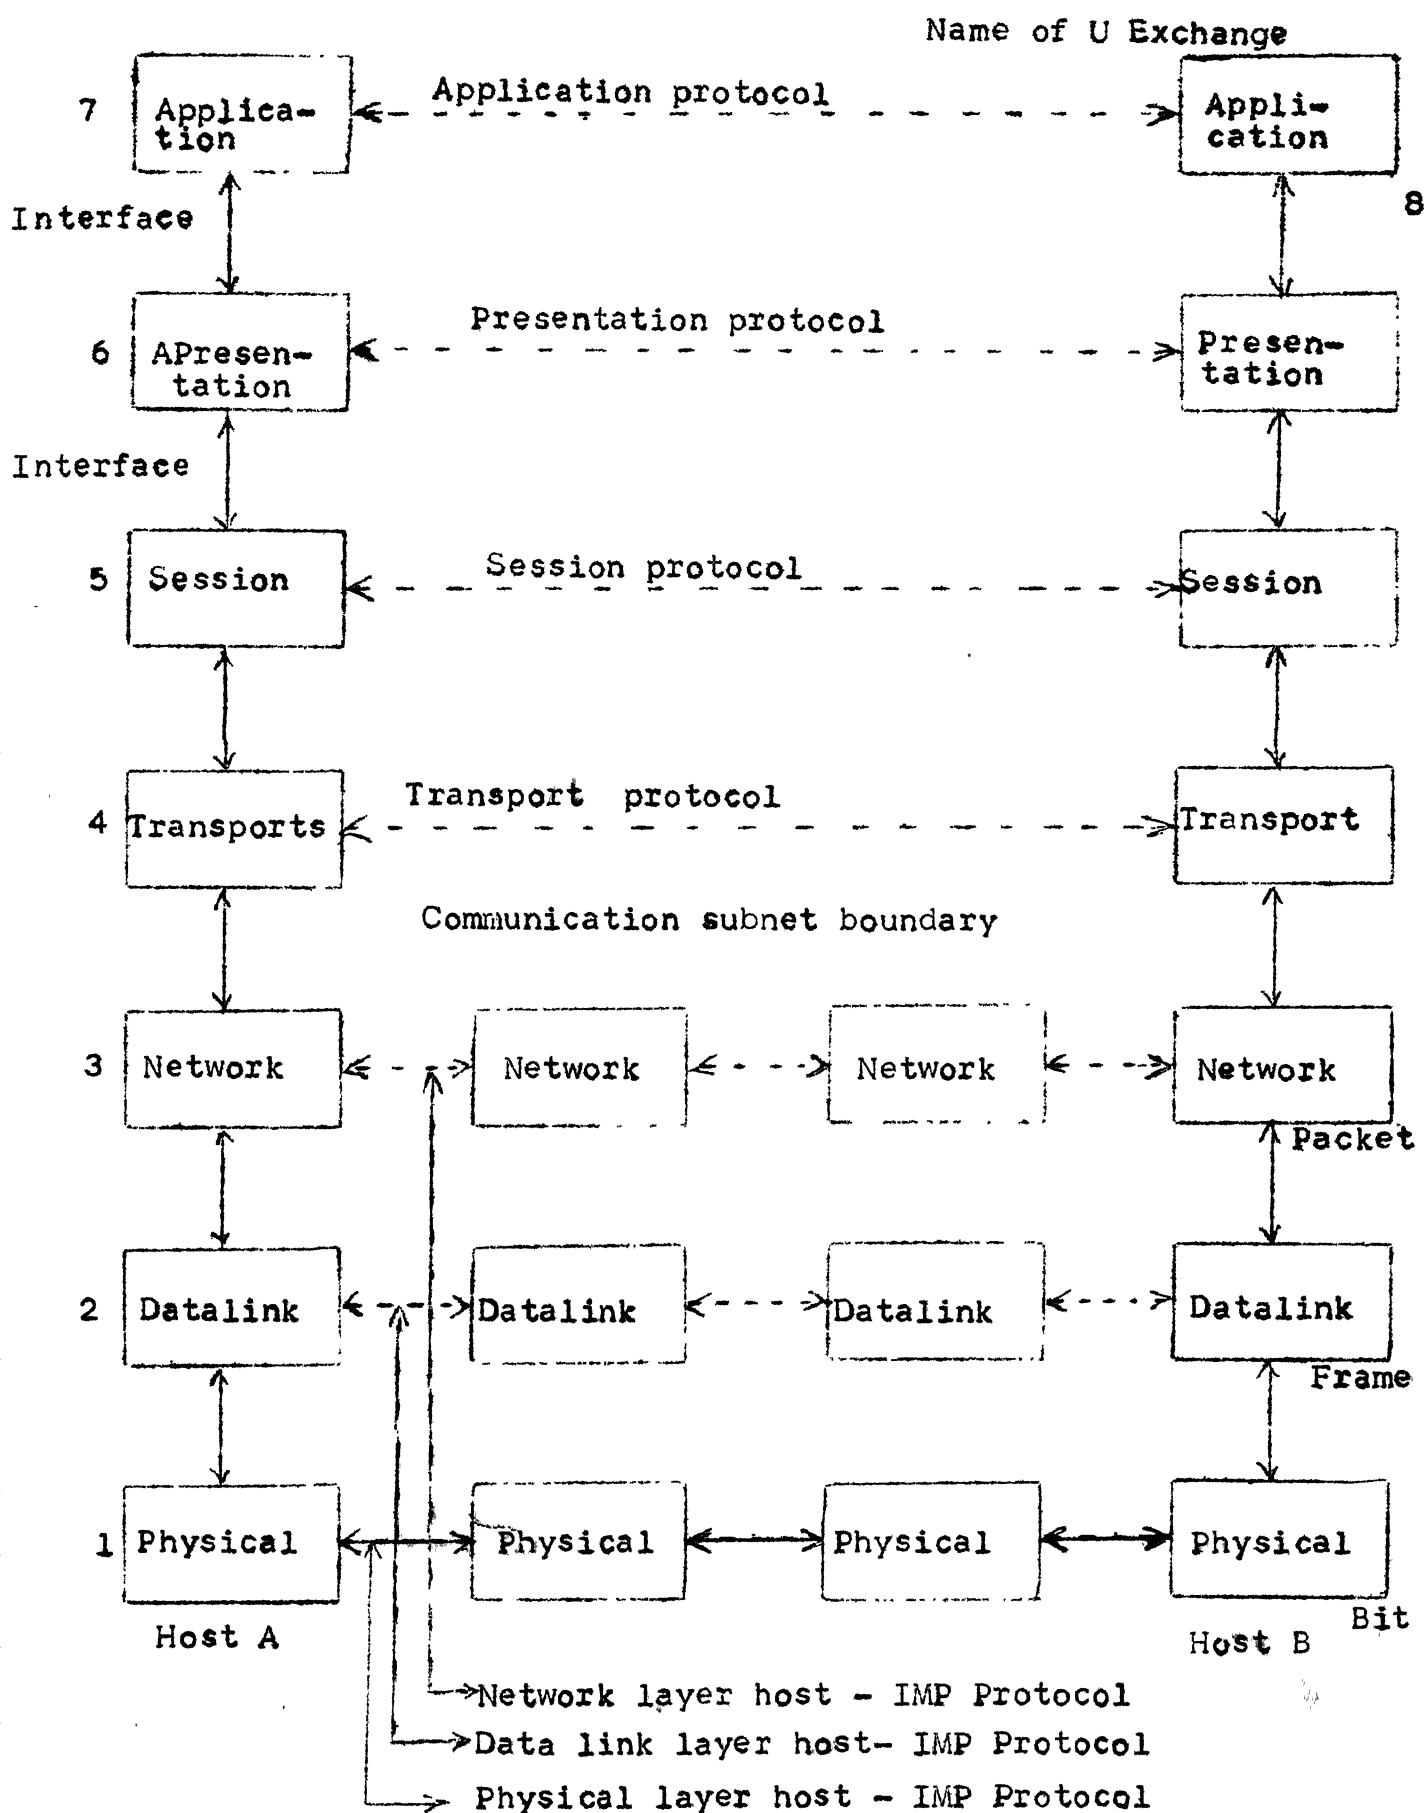 Name of U Exchange
7 Applica-
tion
Application protocol
Appli-
cation
Interface
8
6 APresen-
tation
Presentation protocol
Presen-
tation
Interface
5 Session
Session protocol
Session
4 Transports
Transport protocol
Transport
Communication subnet boundary
3 Network Network Network Network
Packet
2 Datalink Datalink Datalink Datalink
Frame
1 Physical Physical Physical Physical
Bit
Host A
Host B
Network layer host - IMP Protocol
Data link layer host- IMP Protocol
Physical layer host - IMP Protocol